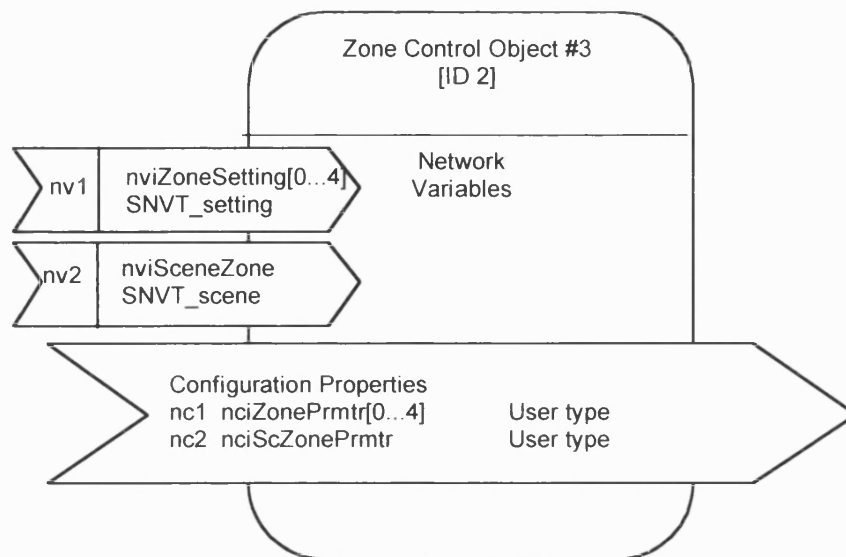 Zone Control Object #3
[ID 2]
Network
Variables
nv1 nviZoneSetting[0...4]
SNVT_setting
nv2 nviSceneZone
SNVT_scene
Configuration Properties
nc1 nciZonePrmtr[0...4] User type
nc2 nciScZonePrmtr User type